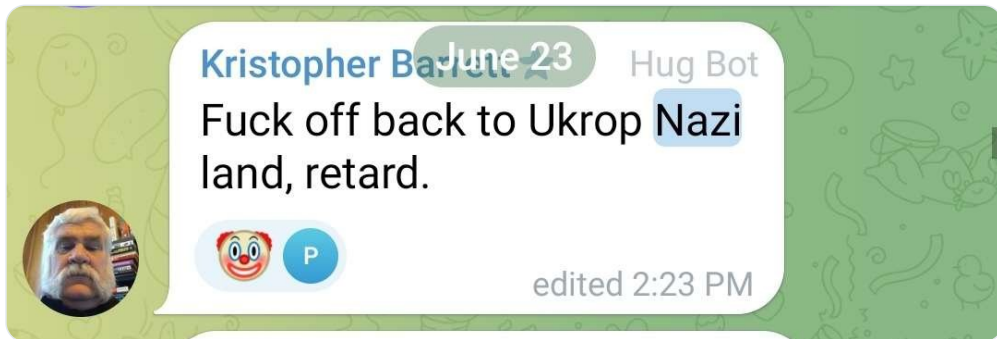 Kristopher June 23 Hug Bot
Fuck off back to Ukrop Nazi
land, retard.
P
edited 2:23 PM